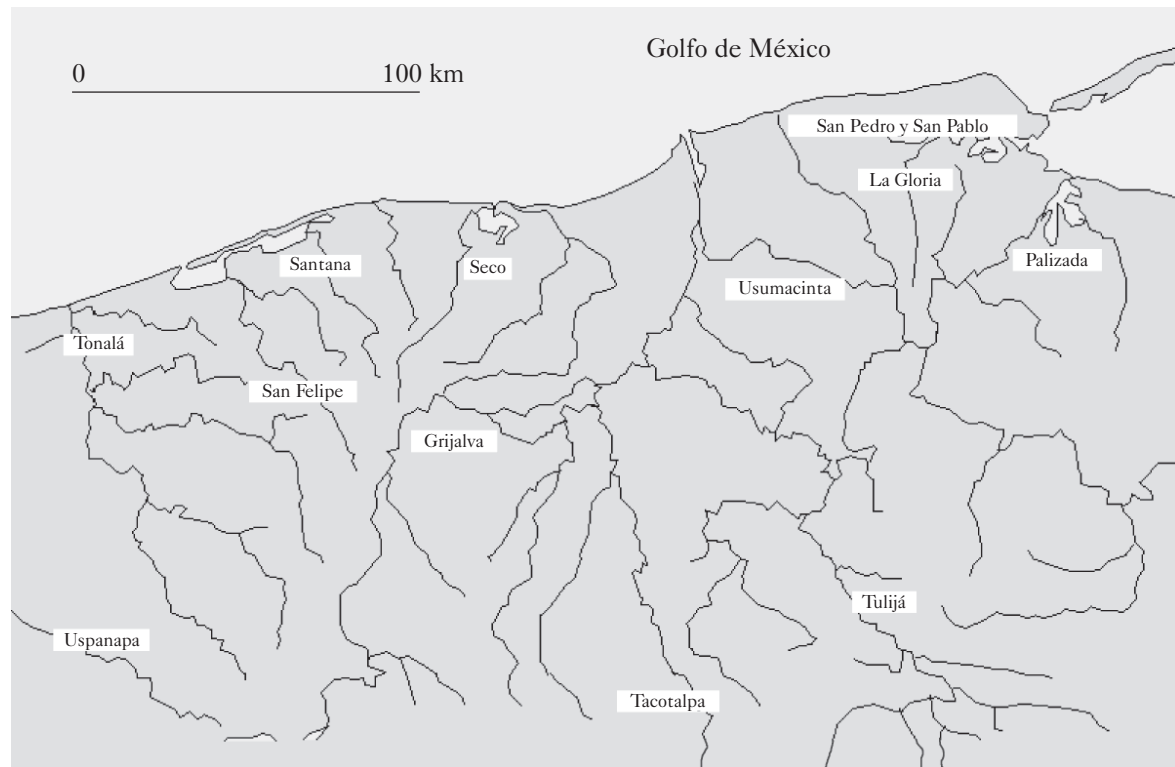 Golfo de México
0 100 km
San Pedro y San Pablo
La Gloria
Santana
Seco
Palizada
Usumacinta
Tonalá
San Felipe
Grijalva
Tulijá
Uspanapa
Tacotalpa